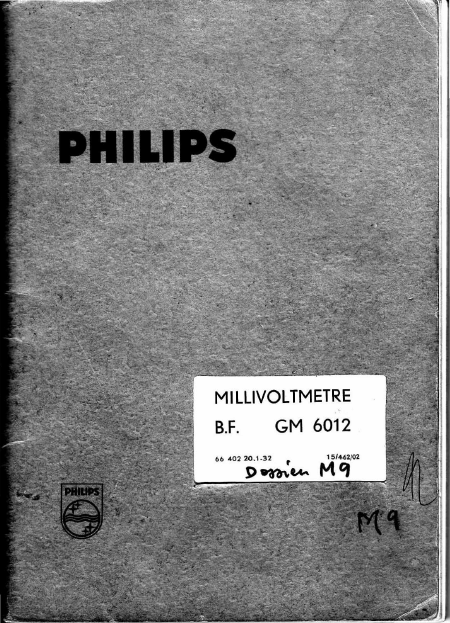 PHILIPS
MILLIVOLTMETRE
B.F. GM 6012
66 402 20.1-32 15/462/02
Dossier M9
PHILIPS
M9